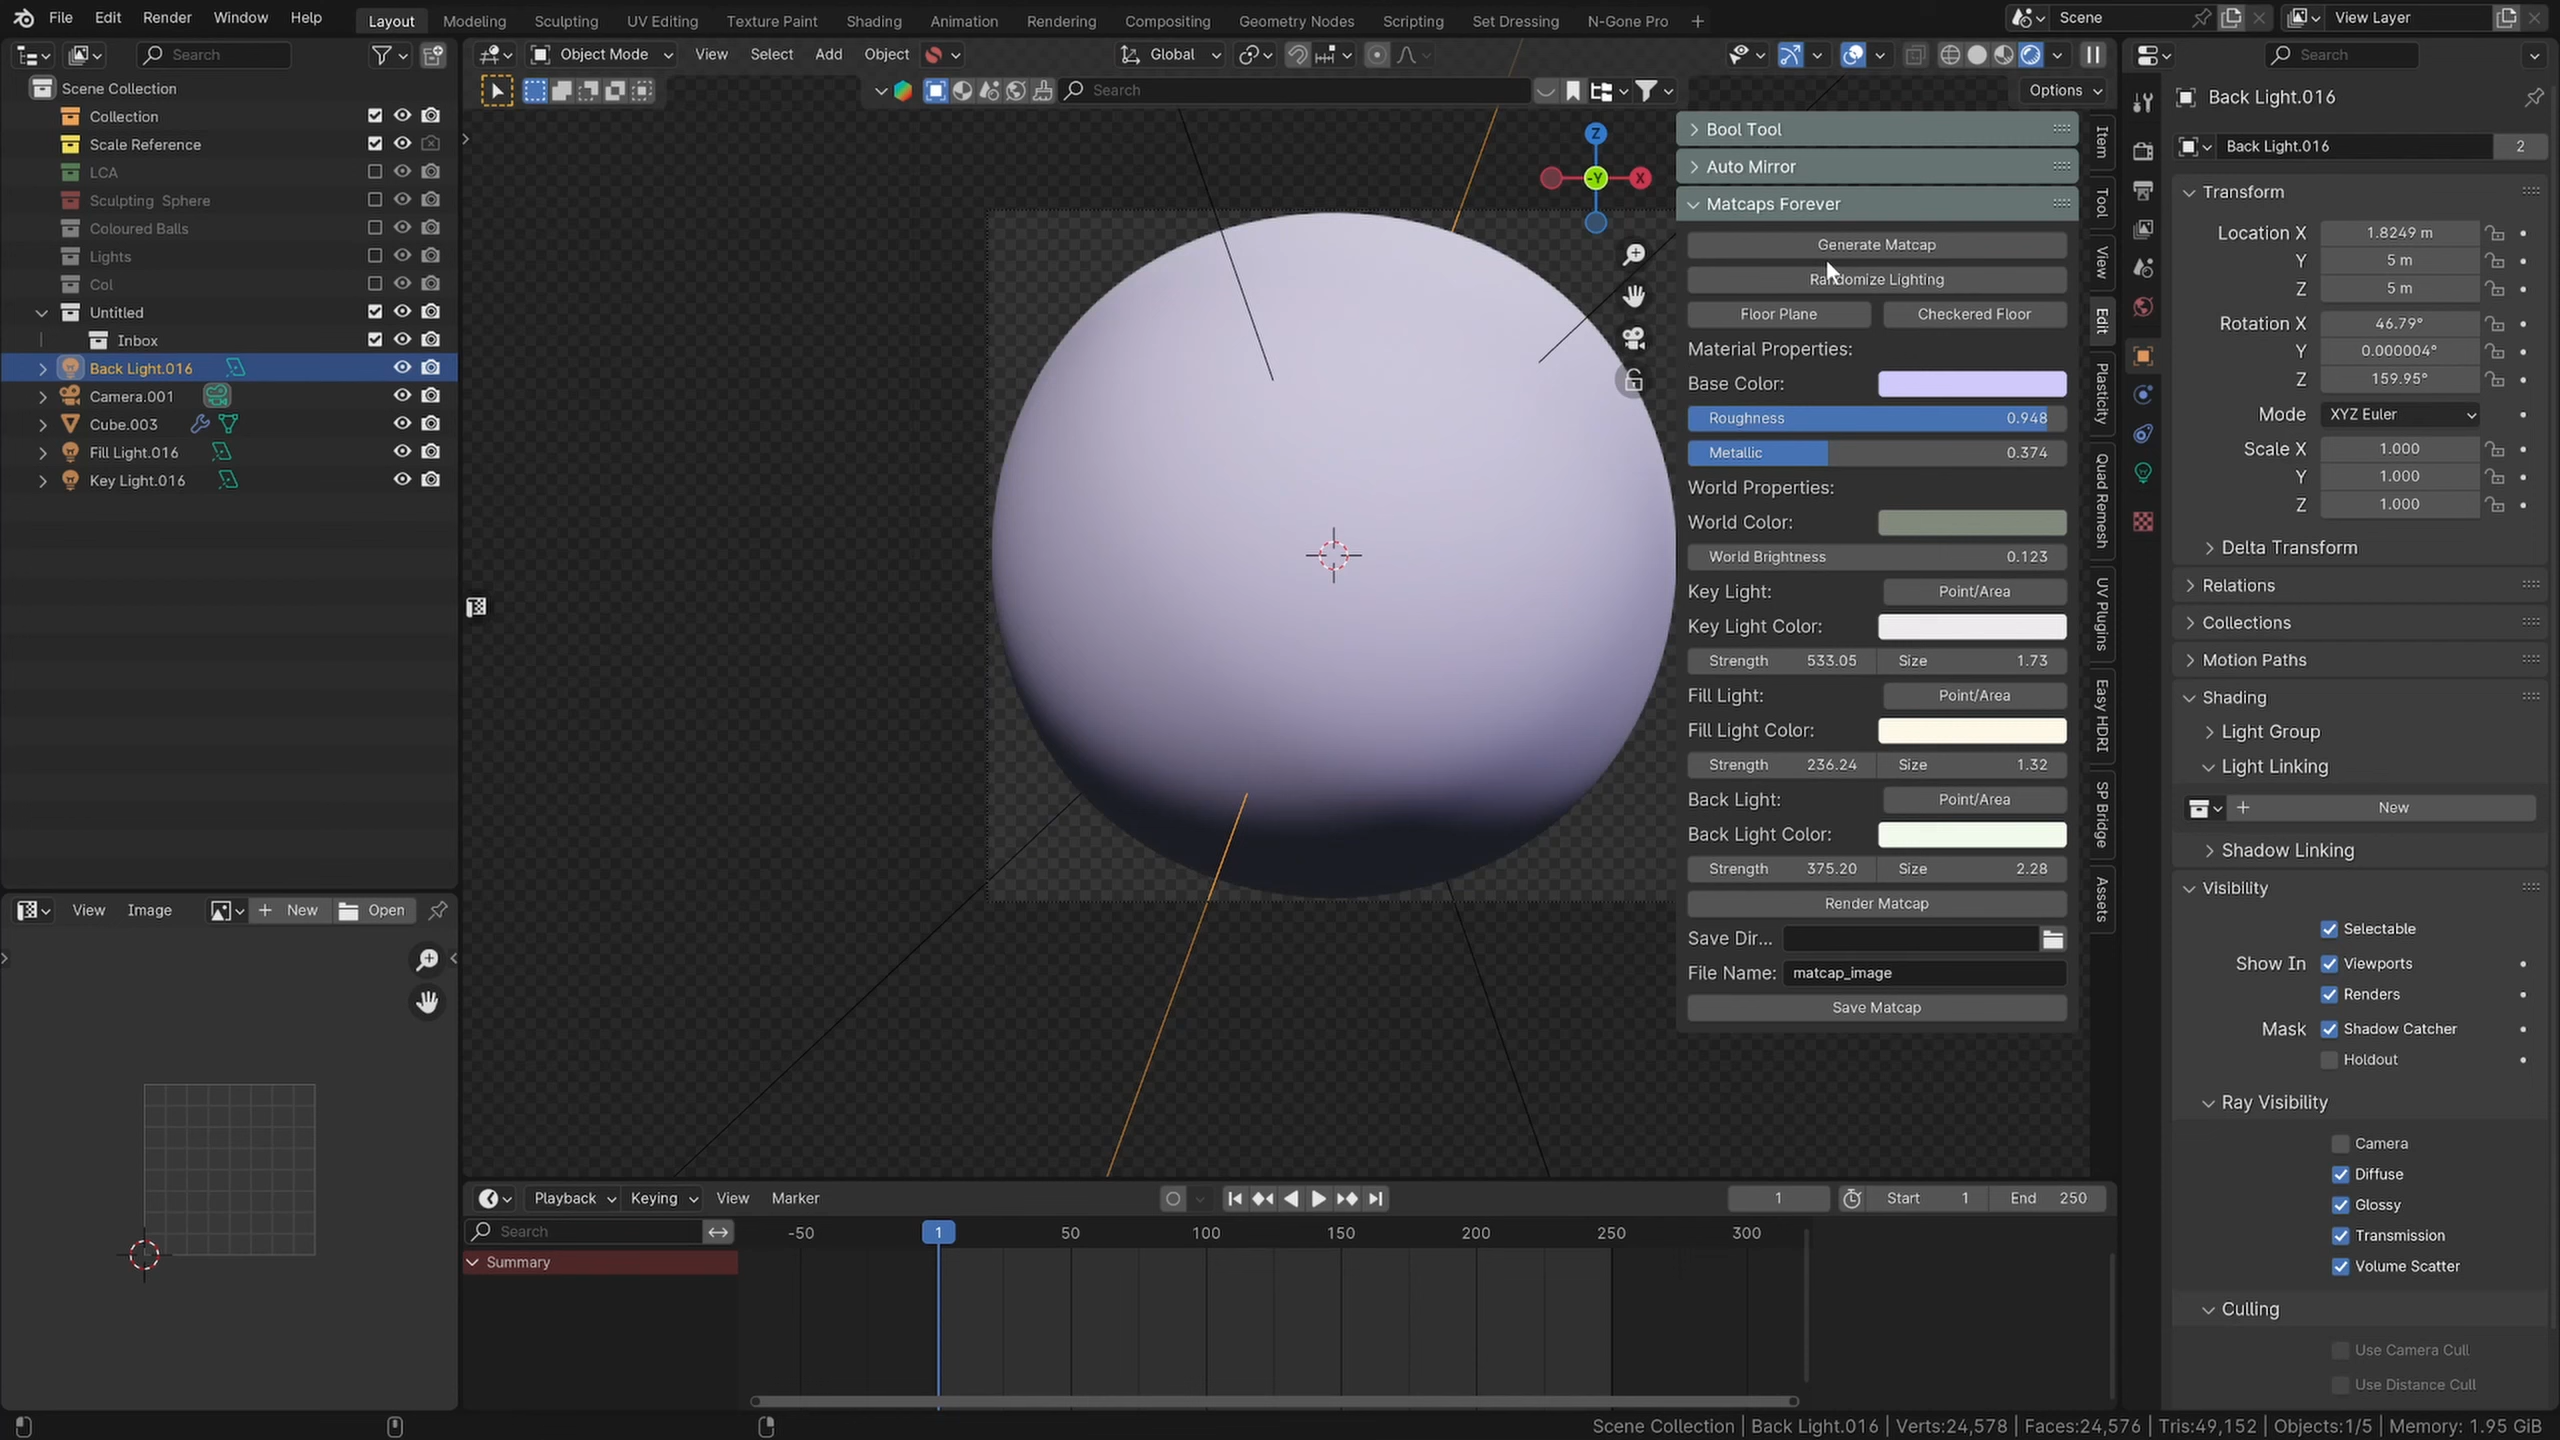 File Edit Render Window Help Layout Modeling Sculpting UV Editing Texture Paint Shading Animation Rendering Compositing Geometry Nodes Scripting Set Dressing N-Gone Pro + Scene View Layer
Search
Object Mode View Select Add Object Global
Search
Scene Collection
Collection
Scale Reference
LCA
Sculpting Sphere
Coloured Balls
Lights
Col
Untitled
Inbox
Back Light.016
Camera.001
Cube.003
Fill Light.016
Key Light.016
View Image New Open
Search
Options
Z
-Y
X
Bool Tool
Auto Mirror
Matcaps Forever
Generate Matcap
Randomize Lighting
Floor Plane Checkered Floor
Material Properties:
Base Color:
Roughness 0.948
Metallic 0.374
World Properties:
World Color:
World Brightness 0.123
Key Light: Point/Area
Key Light Color:
Strength 533.05 Size 1.73
Fill Light: Point/Area
Fill Light Color:
Strength 236.24 Size 1.32
Back Light: Point/Area
Back Light Color:
Strength 375.20 Size 2.28
Render Matcap
Save Dir...
File Name: matcap_image
Save Matcap
Item
Tool
View
Edit
Plasticity
Quad Remesh
UV Plugins
Easy HDRI
SP Bridge
Assets
Back Light.016
Back Light.016 2
Transform
Location X 1.8249 m
Y 5 m
Z 5 m
Rotation X 46.79°
Y 0.000004°
Z 159.95°
Mode XYZ Euler
Scale X 1.000
Y 1.000
Z 1.000
Delta Transform
Relations
Collections
Motion Paths
Shading
Light Group
Light Linking
+ New
Shadow Linking
Visibility
Selectable
Show In Viewports
Renders
Mask Shadow Catcher
Holdout
Ray Visibility
Camera
Diffuse
Glossy
Transmission
Volume Scatter
Culling
Use Camera Cull
Use Distance Cull
Playback Keying View Marker 1 Start 1 End 250
Search -50 1 50 100 150 200 250 300
Summary
Scene Collection | Back Light.016 | Verts:24,578 | Faces:24,576 | Tris:49,152 | Objects:1/5 | Memory: 1.95 GiB